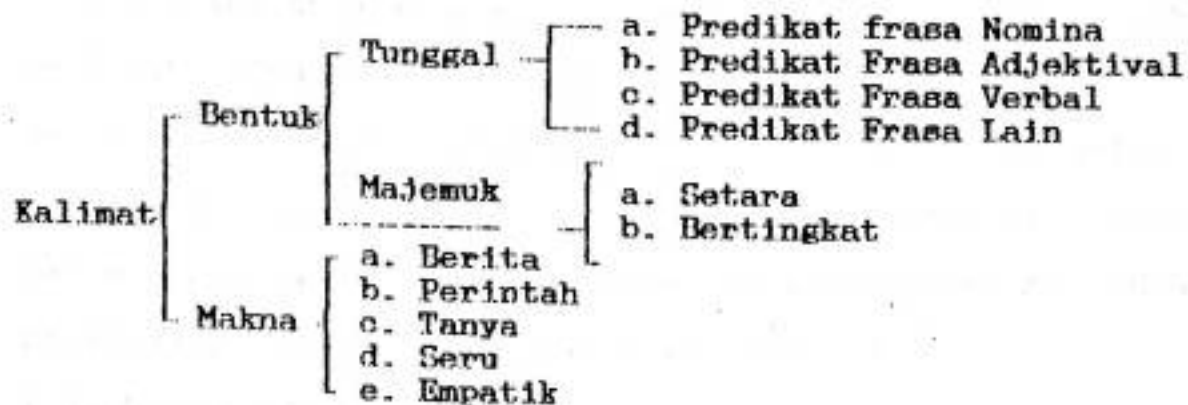 a. Predikat frasa Nomina
Tunggal
b. Predikat Frasa Adjektival
c. Predikat Frasa Verbal
Bentuk
d. Predikat Frasa Lain
Majemuk
a. Setara
Kalimat
b. Bertingkat
a. Berita
b. Perintah
Makna
c. Tanya
d. Seru
e. Empatik